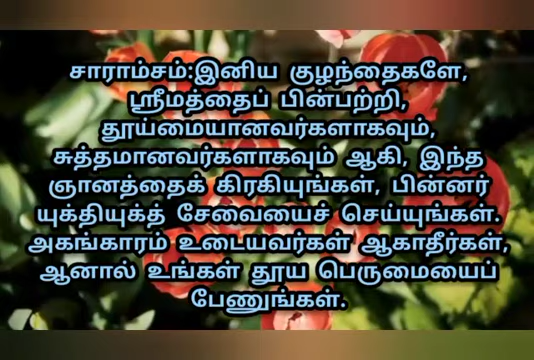 சாராம்சம்:இனிய குழந்தைகளே,
ஸ்ரீமத்தைப் பின்பற்றி,
தூய்மையானவர்களாகவும்,
சுத்தமானவர்களாகவும் ஆகி, இந்த
ஞானத்தைக் கிரகியுங்கள், பின்னர்
யுக்தியுக்த் சேவையைச் செய்யுங்கள்.
அகங்காரம் உடையவர்கள் ஆகாதீர்கள்,
ஆனால் உங்கள் தூய பெருமையைப்
பேணுங்கள்.